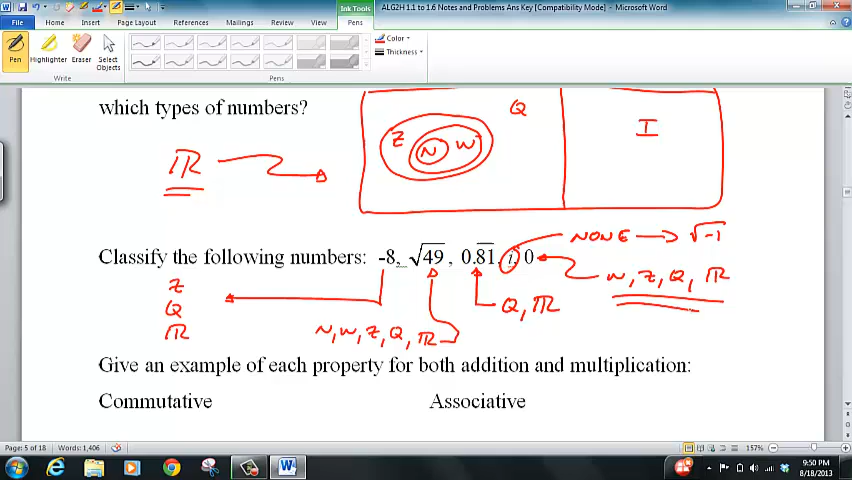 ALG2H 1.1 to 1.6 Notes and Problems Ans Key [Compatibility Mode] - Microsoft Word
Ink Tools
File Home Insert Page Layout References Mailings Review View Pens
Pen Highlighter Eraser Select Objects
Color
Thickness
Write Pens
which types of numbers?
Q
I
Z N W
ℝ
Classify the following numbers: -8, √49 , 0.81, i, 0
NONE → √-1
W, Z, Q, ℝ
Z
Q
ℝ
Q, ℝ
N, W, Z, Q, ℝ
Give an example of each property for both addition and multiplication:
Commutative Associative
Page: 5 of 18 Words: 1,406 157%
9:50 PM
8/18/2013